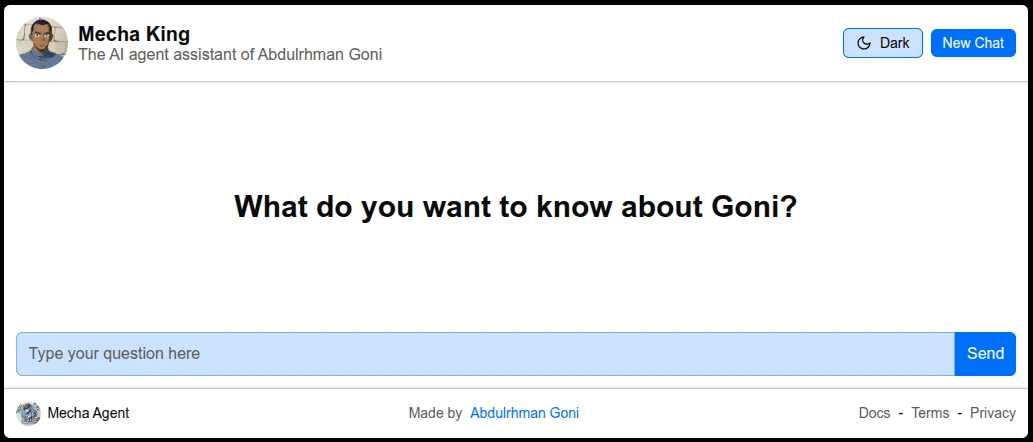 Mecha King
The AI agent assistant of Abdulrhman Goni
Dark
New Chat
What do you want to know about Goni?
Type your question here
Send
Mecha Agent
Made by Abdulrhman Goni
Docs - Terms - Privacy